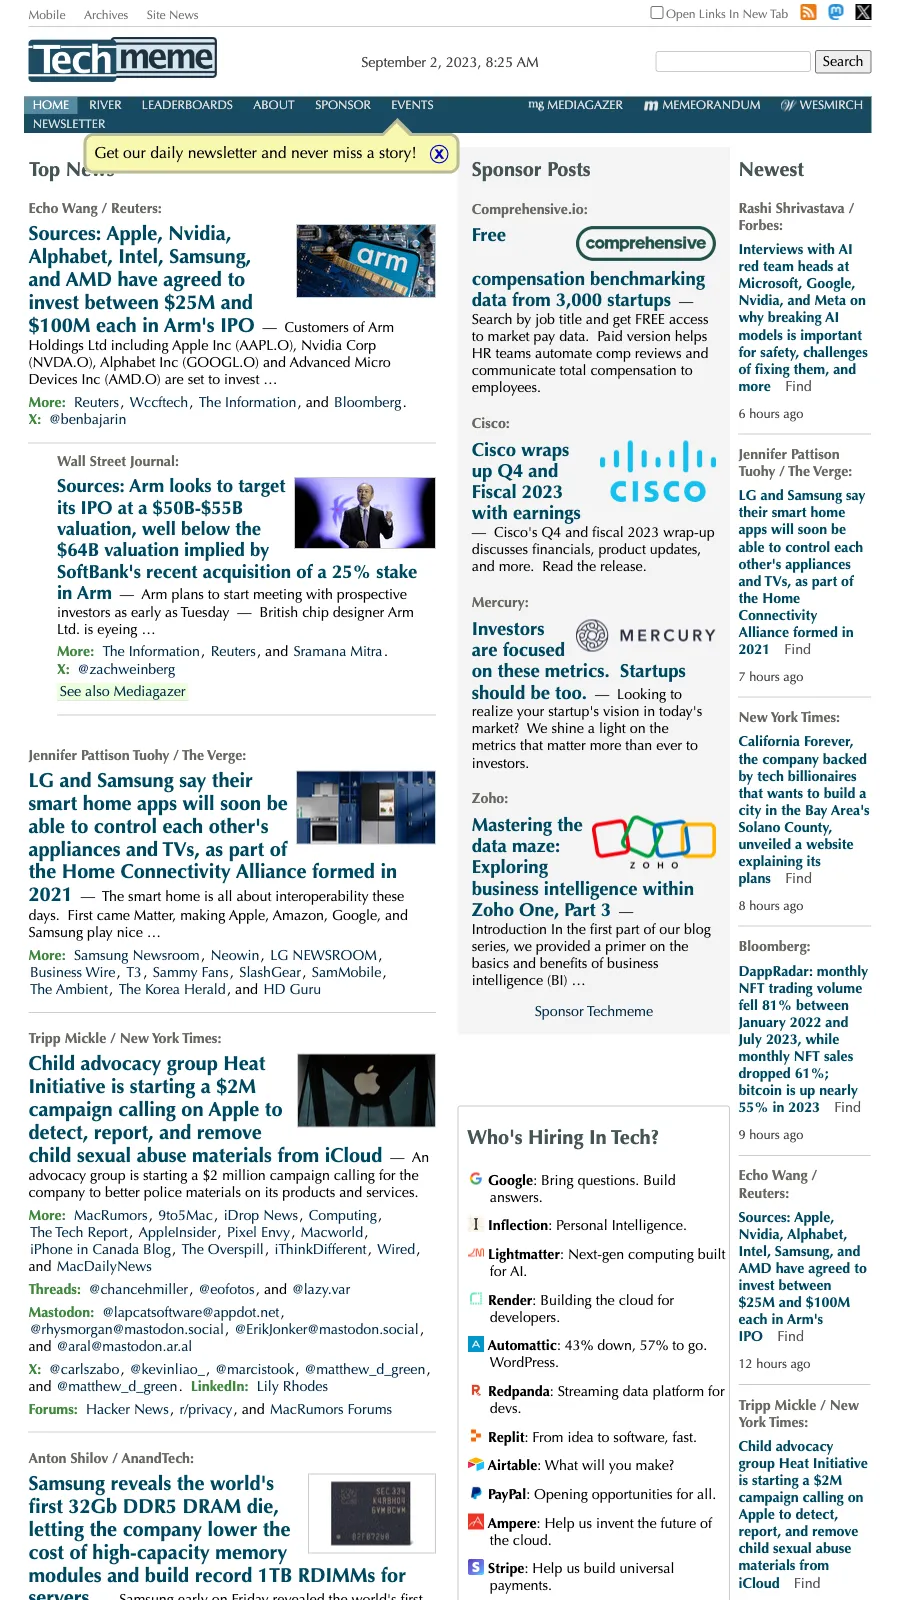 Mobile Archives Site News
Open Links In New Tab
Techmeme
September 2, 2023, 8:25 AM
Search
HOME RIVER LEADERBOARDS ABOUT SPONSOR EVENTS
mg MEDIAGAZER m MEMEORANDUM W WESMIRCH
NEWSLETTER
Get our daily newsletter and never miss a story! X
Top News
Echo Wang / Reuters:
Sources: Apple, Nvidia,
Alphabet, Intel, Samsung,
and AMD have agreed to
invest between $25M and
$100M each in Arm's IPO — Customers of Arm
Holdings Ltd including Apple Inc (AAPL.O), Nvidia Corp
(NVDA.O), Alphabet Inc (GOOGL.O) and Advanced Micro
Devices Inc (AMD.O) are set to invest …
arm
More: Reuters, Wccftech, The Information, and Bloomberg.
X: @benbajarin
Wall Street Journal:
Sources: Arm looks to target
its IPO at a $50B-$55B
valuation, well below the
$64B valuation implied by
SoftBank's recent acquisition of a 25% stake
in Arm — Arm plans to start meeting with prospective
investors as early as Tuesday — British chip designer Arm
Ltd. is eyeing …
More: The Information, Reuters, and Sramana Mitra.
X: @zachweinberg
See also Mediagazer
Jennifer Pattison Tuohy / The Verge:
LG and Samsung say their
smart home apps will soon be
able to control each other's
appliances and TVs, as part of
the Home Connectivity Alliance formed in
2021 — The smart home is all about interoperability these
days. First came Matter, making Apple, Amazon, Google, and
Samsung play nice …
More: Samsung Newsroom, Neowin, LG NEWSROOM,
Business Wire, T3, Sammy Fans, SlashGear, SamMobile,
The Ambient, The Korea Herald, and HD Guru
Tripp Mickle / New York Times:
Child advocacy group Heat
Initiative is starting a $2M
campaign calling on Apple to
detect, report, and remove
child sexual abuse materials from iCloud — An
advocacy group is starting a $2 million campaign calling for the
company to better police materials on its products and services.
More: MacRumors, 9to5Mac, iDrop News, Computing,
The Tech Report, AppleInsider, Pixel Envy, Macworld,
iPhone in Canada Blog, The Overspill, iThinkDifferent, Wired,
and MacDailyNews
Threads: @chancehmiller, @eofotos, and @lazy.var
Mastodon: @lapcatsoftware@appdot.net,
@rhysmorgan@mastodon.social, @ErikJonker@mastodon.social,
and @aral@mastodon.ar.al
X: @carlszabo, @kevinliao_, @marcistook, @matthew_d_green,
and @matthew_d_green. LinkedIn: Lily Rhodes
Forums: Hacker News, r/privacy, and MacRumors Forums
Anton Shilov / AnandTech:
Samsung reveals the world's
first 32Gb DDR5 DRAM die,
letting the company lower the
cost of high-capacity memory
modules and build record 1TB RDIMMs for
servers — Samsung early on Friday revealed the world's first
SEC 334
Sponsor Posts
Comprehensive.io:
comprehensive
Free
compensation benchmarking
data from 3,000 startups —
Search by job title and get FREE access
to market pay data. Paid version helps
HR teams automate comp reviews and
communicate total compensation to
employees.
Cisco:
CISCO
Cisco wraps
up Q4 and
Fiscal 2023
with earnings
— Cisco's Q4 and fiscal 2023 wrap-up
discusses financials, product updates,
and more. Read the release.
Mercury:
MERCURY
Investors
are focused
on these metrics. Startups
should be too. — Looking to
realize your startup's vision in today's
market? We shine a light on the
metrics that matter more than ever to
investors.
Zoho:
ZOHO
Mastering the
data maze:
Exploring
business intelligence within
Zoho One, Part 3 —
Introduction In the first part of our blog
series, we provided a primer on the
basics and benefits of business
intelligence (BI) …
Sponsor Techmeme
Who's Hiring In Tech?
Google: Bring questions. Build
answers.
Inflection: Personal Intelligence.
Lightmatter: Next-gen computing built
for AI.
Render: Building the cloud for
developers.
Automattic: 43% down, 57% to go.
WordPress.
Redpanda: Streaming data platform for
devs.
Replit: From idea to software, fast.
Airtable: What will you make?
PayPal: Opening opportunities for all.
Ampere: Help us invent the future of
the cloud.
Stripe: Help us build universal
payments.
Newest
Rashi Shrivastava /
Forbes:
Interviews with AI
red team heads at
Microsoft, Google,
Nvidia, and Meta on
why breaking AI
models is important
for safety, challenges
of fixing them, and
more Find
6 hours ago
Jennifer Pattison
Tuohy / The Verge:
LG and Samsung say
their smart home
apps will soon be
able to control each
other's appliances
and TVs, as part of
the Home
Connectivity
Alliance formed in
2021 Find
7 hours ago
New York Times:
California Forever,
the company backed
by tech billionaires
that wants to build a
city in the Bay Area's
Solano County,
unveiled a website
explaining its
plans Find
8 hours ago
Bloomberg:
DappRadar: monthly
NFT trading volume
fell 81% between
January 2022 and
July 2023, while
monthly NFT sales
dropped 61%;
bitcoin is up nearly
55% in 2023 Find
9 hours ago
Echo Wang /
Reuters:
Sources: Apple,
Nvidia, Alphabet,
Intel, Samsung, and
AMD have agreed to
invest between
$25M and $100M
each in Arm's
IPO Find
12 hours ago
Tripp Mickle / New
York Times:
Child advocacy
group Heat Initiative
is starting a $2M
campaign calling on
Apple to detect,
report, and remove
child sexual abuse
materials from
iCloud Find